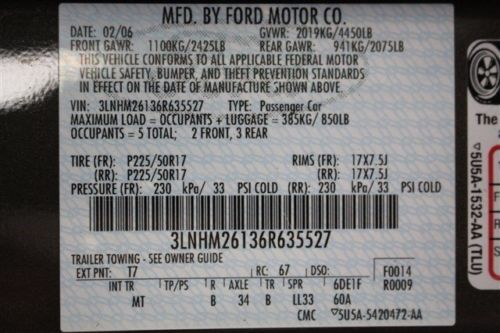 MFD. BY FORD MOTOR CO.
DATE: 02/06 GVWR: 2019KG/4450LB
FRONT GAWR: 1100KG/2425LB REAR GAWR: 941KG/2075LB
THIS VEHICLE CONFORMS TO ALL APPLICABLE FEDERAL MOTOR
VEHICLE SAFETY, BUMPER, AND THEFT PREVENTION STANDARDS
IN EFFECT ON THE DATE OF MANUFACTURE SHOWN ABOVE.
VIN: 3LNHM26136R635527 TYPE: Passenger Car
MAXIMUM LOAD = OCCUPANTS + LUGGAGE = 385KG/850LB
OCCUPANTS = 5 TOTAL; 2 FRONT, 3 REAR
TIRE (FR): P225/50R17 RIMS (FR): 17X7.5J
(RR): P225/50R17 (RR): 17X7.5J
PRESSURE (FR): 230 kPa/ 33 PSI COLD (RR): 230 kPa/ 33 PSI COLD
3LNHM26136R635527
TRAILER TOWING - SEE OWNER GUIDE
EXT PNT: T7 RC: 67 DSO: F0014
INT TR TP/PS R AXLE TR 6DE1F R0009
MT B 34 B LL33 60A
CMC 5U5A-5420472-AA
The
5U5A-1532-AA (TLU)